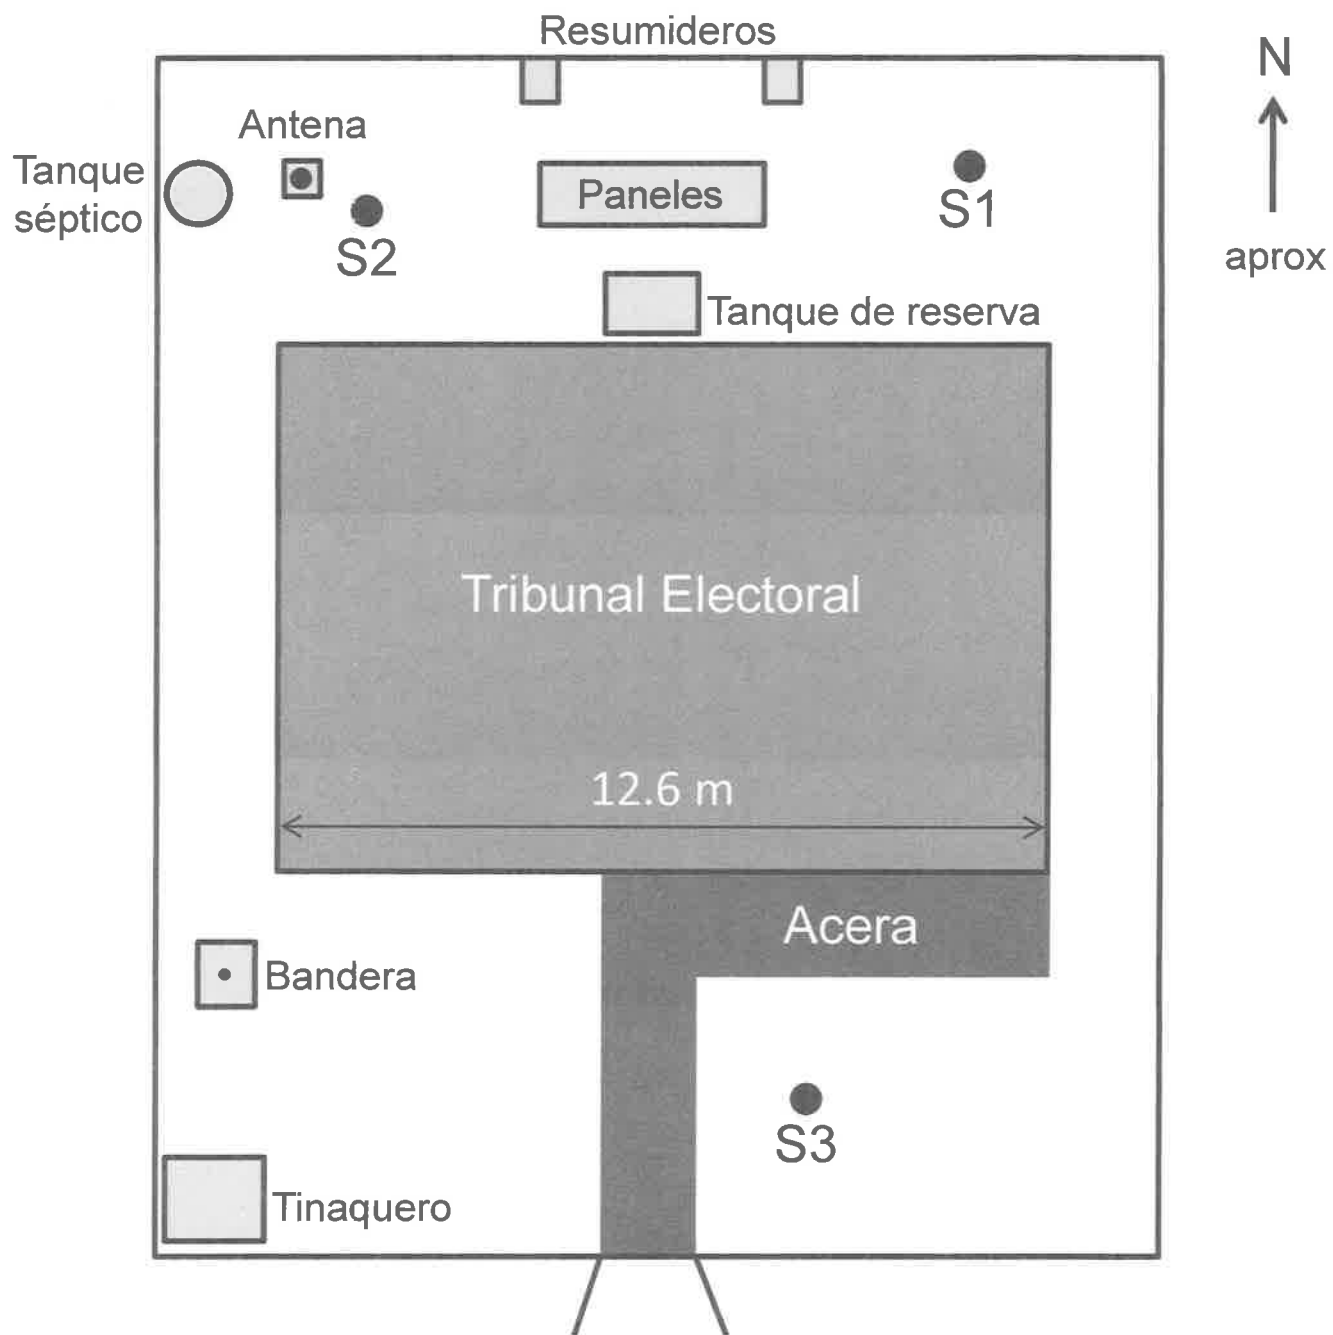 Resumideros
N
Antena
Tanque
séptico
Paneles
S1
S2
aprox
Tanque de reserva
Tribunal Electoral
12.6 m
Acera
Bandera
S3
Tinaquero